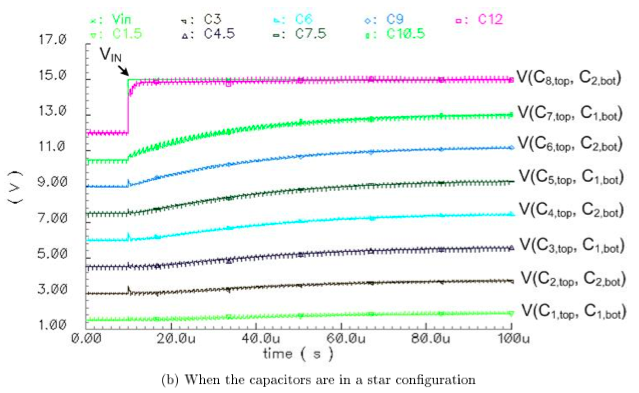 Vin C3 C6 C9 C12
C1.5 C4.5 C7.5 C10.5
17.0
V_IN
15.0
V(C_8,top, C_2,bot)
13.0
V(C_7,top, C_1,bot)
11.0
V(C_6,top, C_2,bot)
9.00
V(C_5,top, C_1,bot)
( V )
7.00
V(C_4,top, C_2,bot)
5.00
V(C_3,top, C_1,bot)
3.00
V(C_2,top, C_2,bot)
V(C_1,top, C_1,bot)
1.00
0.00 20.0u 40.0u 60.0u 80.0u 100u
time ( s )
(b) When the capacitors are in a star configuration